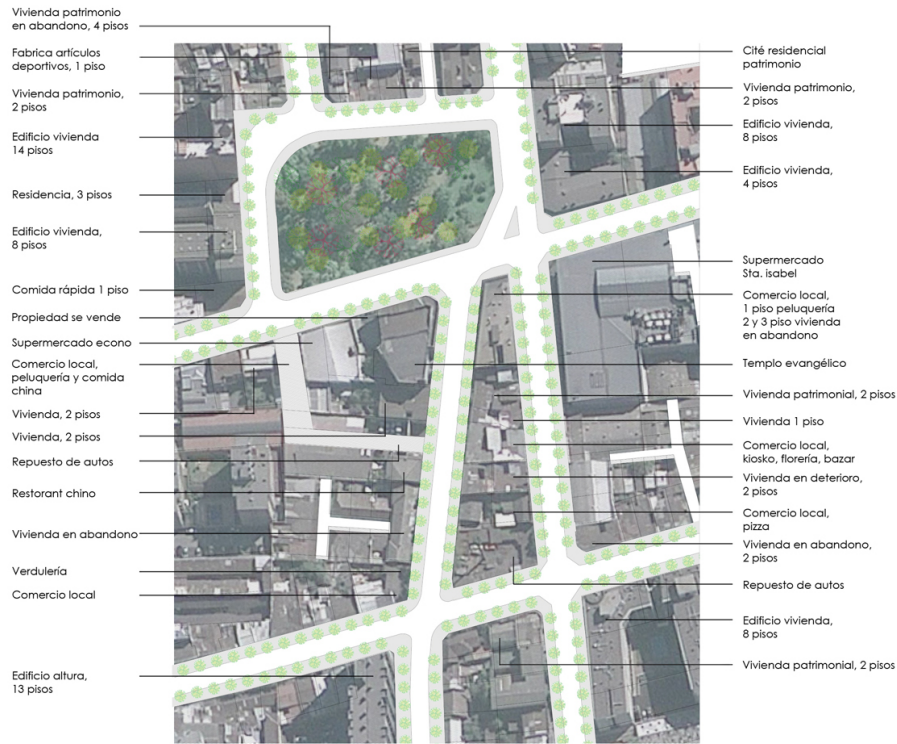 Vivienda patrimonio
en abandono, 4 pisos
Fabrica artículos
deportivos, 1 piso
Vivienda patrimonio,
2 pisos
Edificio vivienda
14 pisos
Residencia, 3 pisos
Edificio vivienda,
8 pisos
Comida rápida 1 piso
Propiedad se vende
Supermercado econo
Comercio local,
peluquería y comida
china
Vivienda, 2 pisos
Vivienda, 2 pisos
Repuesto de autos
Restorant chino
Vivienda en abandono
Verdulería
Comercio local
Edificio altura,
13 pisos
Cité residencial
patrimonio
Vivienda patrimonio,
2 pisos
Edificio vivienda,
8 pisos
Edificio vivienda,
4 pisos
Supermercado
Sta. isabel
Comercio local,
1 piso peluquería
2 y 3 piso vivienda
en abandono
Templo evangélico
Vivienda patrimonial, 2 pisos
Vivienda 1 piso
Comercio local,
kiosko, florería, bazar
Vivienda en deterioro,
2 pisos
Comercio local,
pizza
Vivienda en abandono,
2 pisos
Repuesto de autos
Edificio vivienda,
8 pisos
Vivienda patrimonial, 2 pisos